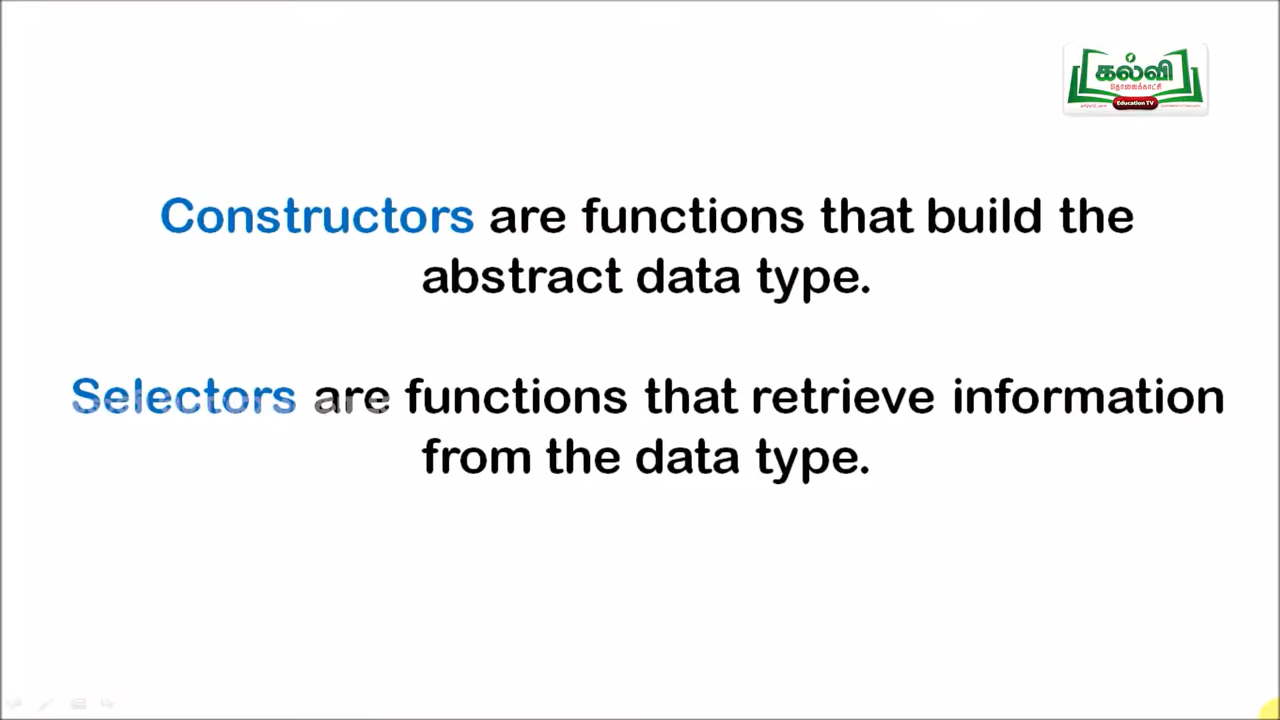 கல்வி
தொலைக்காட்சி
Education TV
Constructors are functions that build the
abstract data type.
Selectors are functions that retrieve information
from the data type.